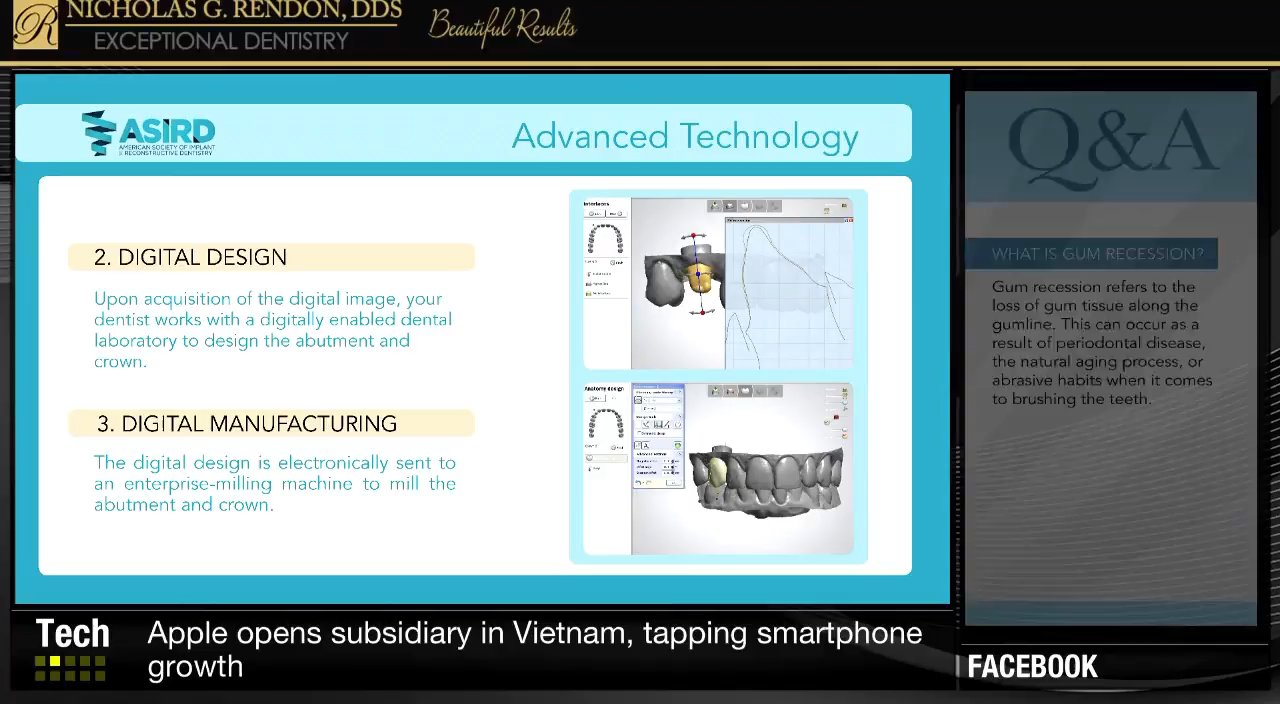 NICHOLAS G. RENDON, DDS
EXCEPTIONAL DENTISTRY
Beautiful Results
ASIRD
AMERICAN SOCIETY OF IMPLANT
& RECONSTRUCTIVE DENTISTRY
Advanced Technology
2. DIGITAL DESIGN
Upon acquisition of the digital image, your
dentist works with a digitally enabled dental
laboratory to design the abutment and
crown.
3. DIGITAL MANUFACTURING
The digital design is electronically sent to
an enterprise-milling machine to mill the
abutment and crown.
Interfaces
Anatomy design
Q&A
WHAT IS GUM RECESSION?
Gum recession refers to the
loss of gum tissue along the
gumline. This can occur as a
result of periodontal disease,
the natural aging process, or
abrasive habits when it comes
to brushing the teeth.
Tech
Apple opens subsidiary in Vietnam, tapping smartphone
growth
FACEBOOK